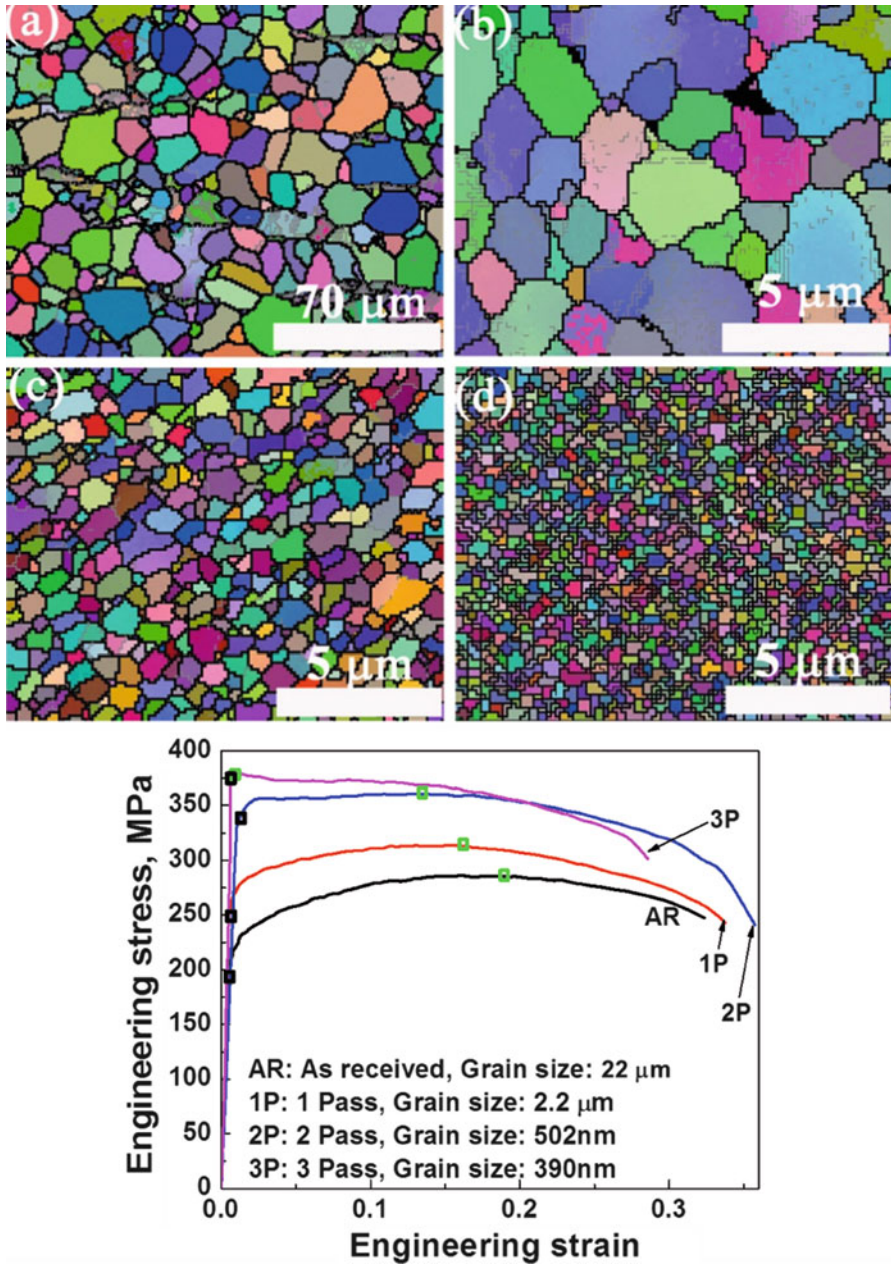 (a)
(b)
70 μm
5 μm
(c)
(d)
5 μm
5 μm
400
350
300
250
200
150
100
50
0
Engineering stress, MPa
3P
AR
1P
2P
AR: As received, Grain size: 22 μm
1P: 1 Pass, Grain size: 2.2 μm
2P: 2 Pass, Grain size: 502nm
3P: 3 Pass, Grain size: 390nm
0.0 0.1 0.2 0.3
Engineering strain